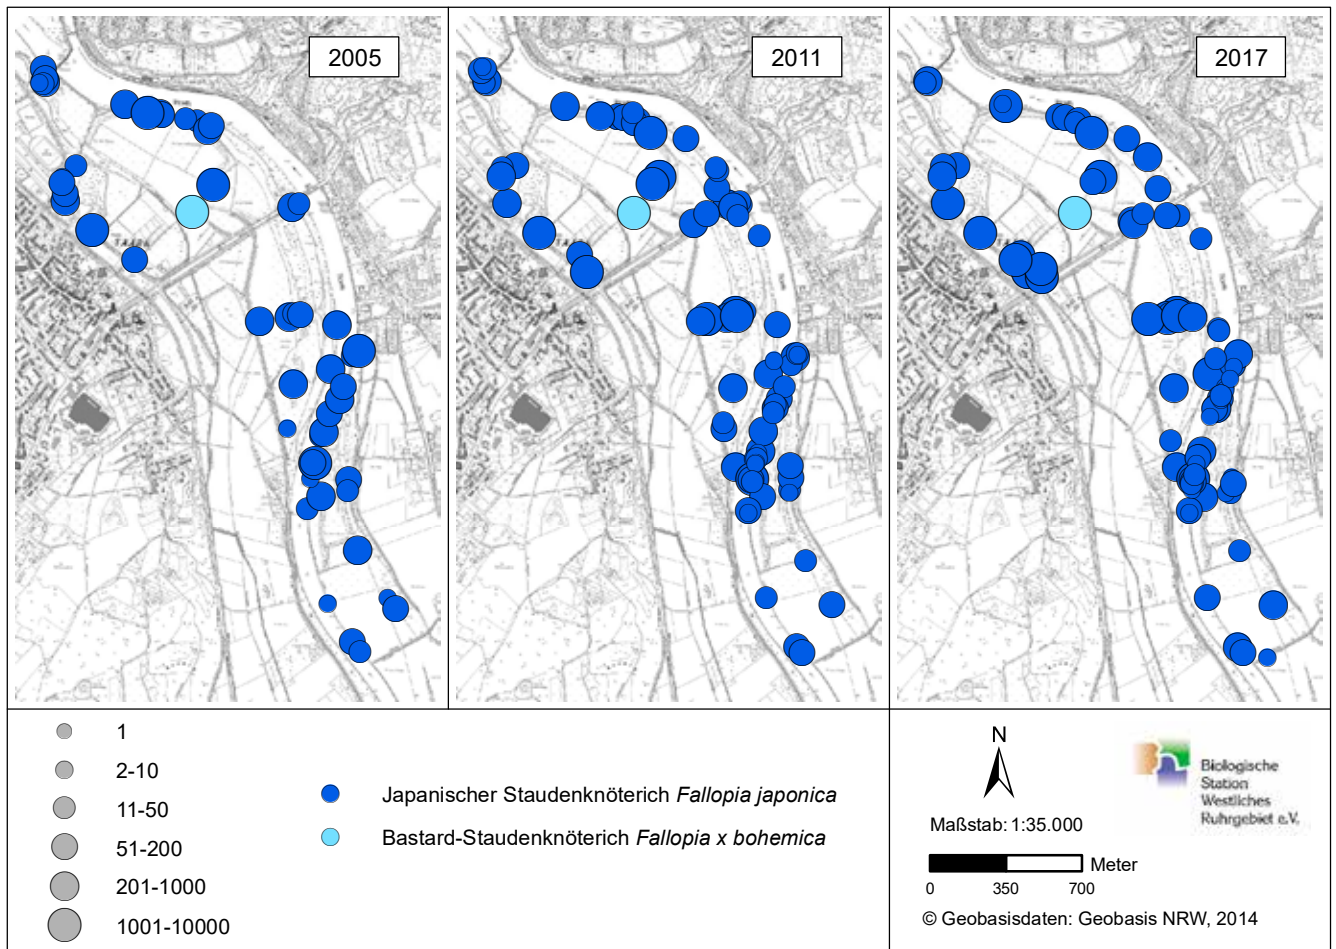 2005
2011
2017
1
2-10
11-50
51-200
201-1000
1001-10000
Japanischer Staudenknöterich Fallopia japonica
Bastard-Staudenknöterich Fallopia x bohemica
N
Maßstab: 1:35.000
Meter
0 350 700
© Geobasisdaten: Geobasis NRW, 2014
Biologische
Station
Westliches
Ruhrgebiet e.V.